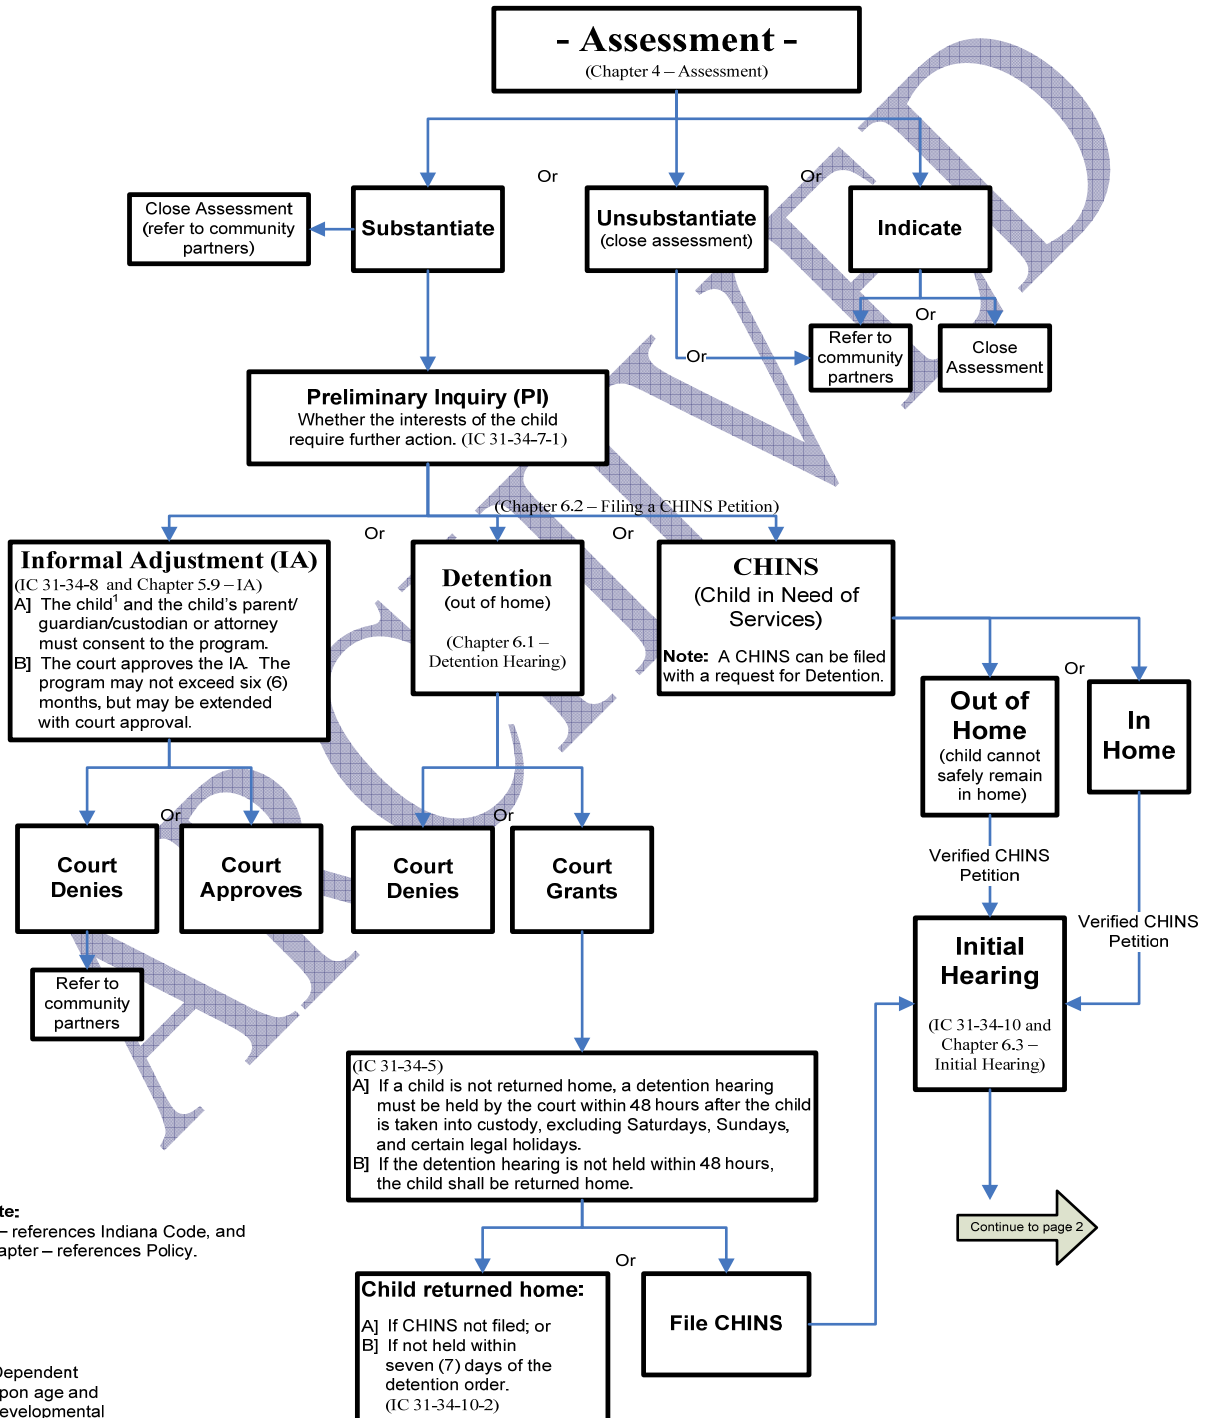 - Assessment -
(Chapter 4 – Assessment)
Or
Or
Close Assessment
(refer to community
partners)
Substantiate
Unsubstantiate
(close assessment)
Indicate
Or
Or
Refer to
community
partners
Close
Assessment
Preliminary Inquiry (PI)
Whether the interests of the child
require further action. (IC 31-34-7-1)
(Chapter 6.2 – Filing a CHINS Petition)
Or
Or
Informal Adjustment (IA)
(IC 31-34-8 and Chapter 5.9 – IA)
A] The child¹ and the child's parent/
guardian/custodian or attorney
must consent to the program.
B] The court approves the IA. The
program may not exceed six (6)
months, but may be extended
with court approval.
Detention
(out of home)
(Chapter 6.1 –
Detention Hearing)
CHINS
(Child in Need of
Services)
Note: A CHINS can be filed
with a request for Detention.
Or
Out of
Home
(child cannot
safely remain
in home)
In
Home
Or
Or
Court
Denies
Court
Approves
Court
Denies
Court
Grants
Verified CHINS
Petition
Verified CHINS
Petition
Refer to
community
partners
Initial
Hearing
(IC 31-34-10 and
Chapter 6.3 –
Initial Hearing)
(IC 31-34-5)
A] If a child is not returned home, a detention hearing
must be held by the court within 48 hours after the child
is taken into custody, excluding Saturdays, Sundays,
and certain legal holidays.
B] If the detention hearing is not held within 48 hours,
the child shall be returned home.
Continue to page 2
te:
– references Indiana Code, and
apter – references Policy.
Or
Child returned home:
A] If CHINS not filed; or
B] If not held within
seven (7) days of the
detention order.
(IC 31-34-10-2)
File CHINS
Dependent
pon age and
evelopmental
ARCHIVED